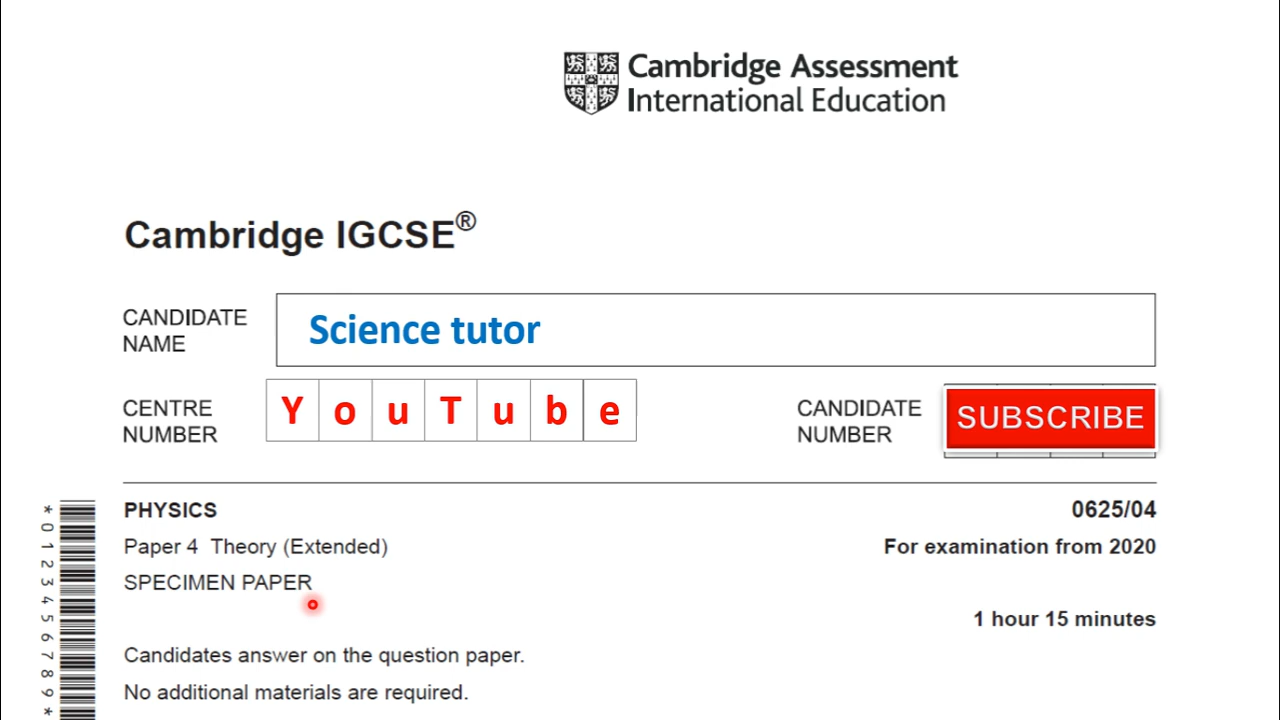 Cambridge Assessment
International Education
Cambridge IGCSE®
CANDIDATE
NAME
Science tutor
CENTRE
NUMBER
YouTube
CANDIDATE
NUMBER
SUBSCRIBE
PHYSICS
0625/04
Paper 4 Theory (Extended)
For examination from 2020
SPECIMEN PAPER
1 hour 15 minutes
Candidates answer on the question paper.
No additional materials are required.
*0123456789*